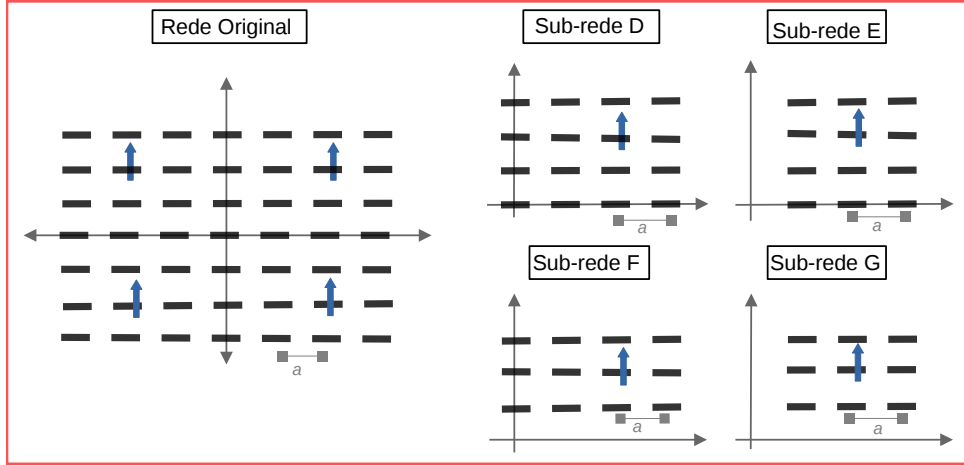 Rede Original
Sub-rede D
Sub-rede E
a
a
Sub-rede F
Sub-rede G
a
a
a